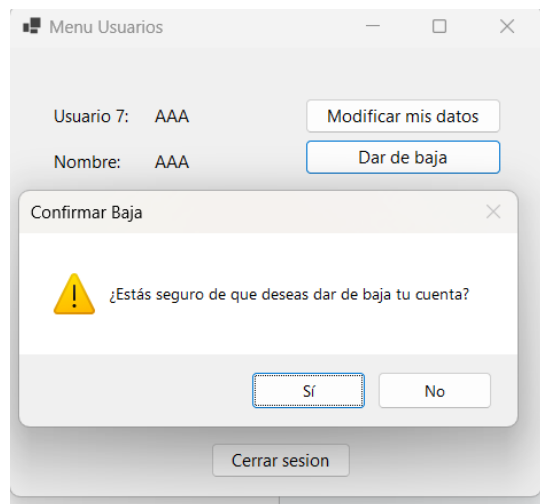 Menu Usuarios
Usuario 7: AAA Modificar mis datos
Nombre: AAA Dar de baja
Confirmar Baja
¿Estás seguro de que deseas dar de baja tu cuenta?
Sí No
Cerrar sesion